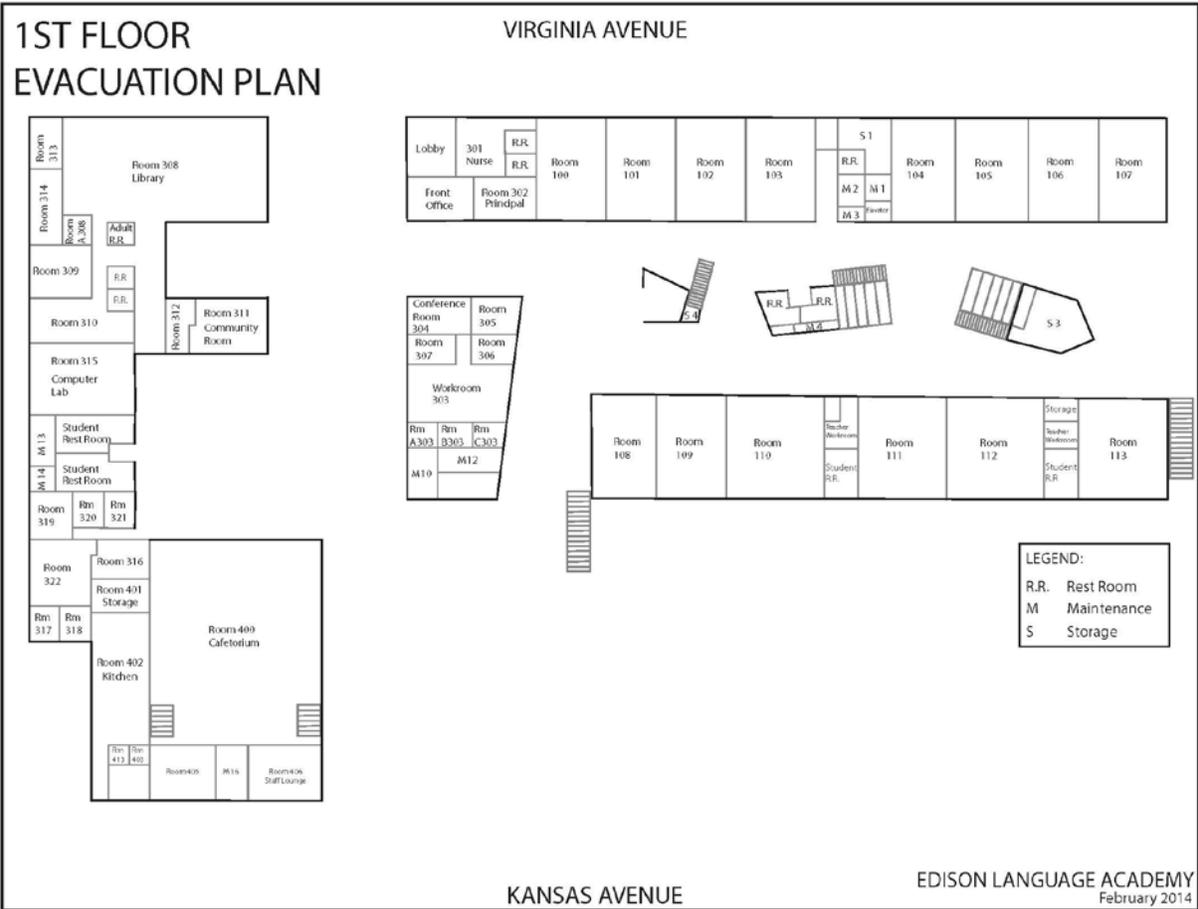 1ST FLOOR
EVACUATION PLAN
VIRGINIA AVENUE
Room
313
Room 308
Library
Room 314
Room
A 308
Adult
R.R.
Room 309
R.R
R.R.
Room 310
Room 312
Room 311
Community
Room
Room 315
Computer
Lab
M 13
Student
Rest Room
M 14
Student
Rest Room
Room
319
Rm
320
Rm
321
Room
322
Room 316
Room 401
Storage
Rm
317
Rm
318
Room 400
Cafetorium
Room 402
Kitchen
Rm
413
Rm
403
Room 405
M 16
Room 406
Staff Lounge
Lobby
301
Nurse
R.R.
R.R.
Front
Office
Room 302
Principal
Room
100
Room
101
Room
102
Room
103
S 1
R.R.
M 2
M 1
M 3
Elevator
Room
104
Room
105
Room
106
Room
107
Conference
Room
304
Room
305
Room
307
Room
306
Workroom
303
Rm
A303
Rm
B303
Rm
C303
M10
M12
S 4
R.R.
R.R.
M 4
S 3
Room
108
Room
109
Room
110
Teacher
Workroom
Student
R.R.
Room
111
Room
112
Storage
Teacher
Workroom
Student
R.R
Room
113
LEGEND:
R.R. Rest Room
M Maintenance
S Storage
KANSAS AVENUE
EDISON LANGUAGE ACADEMY
February 2014